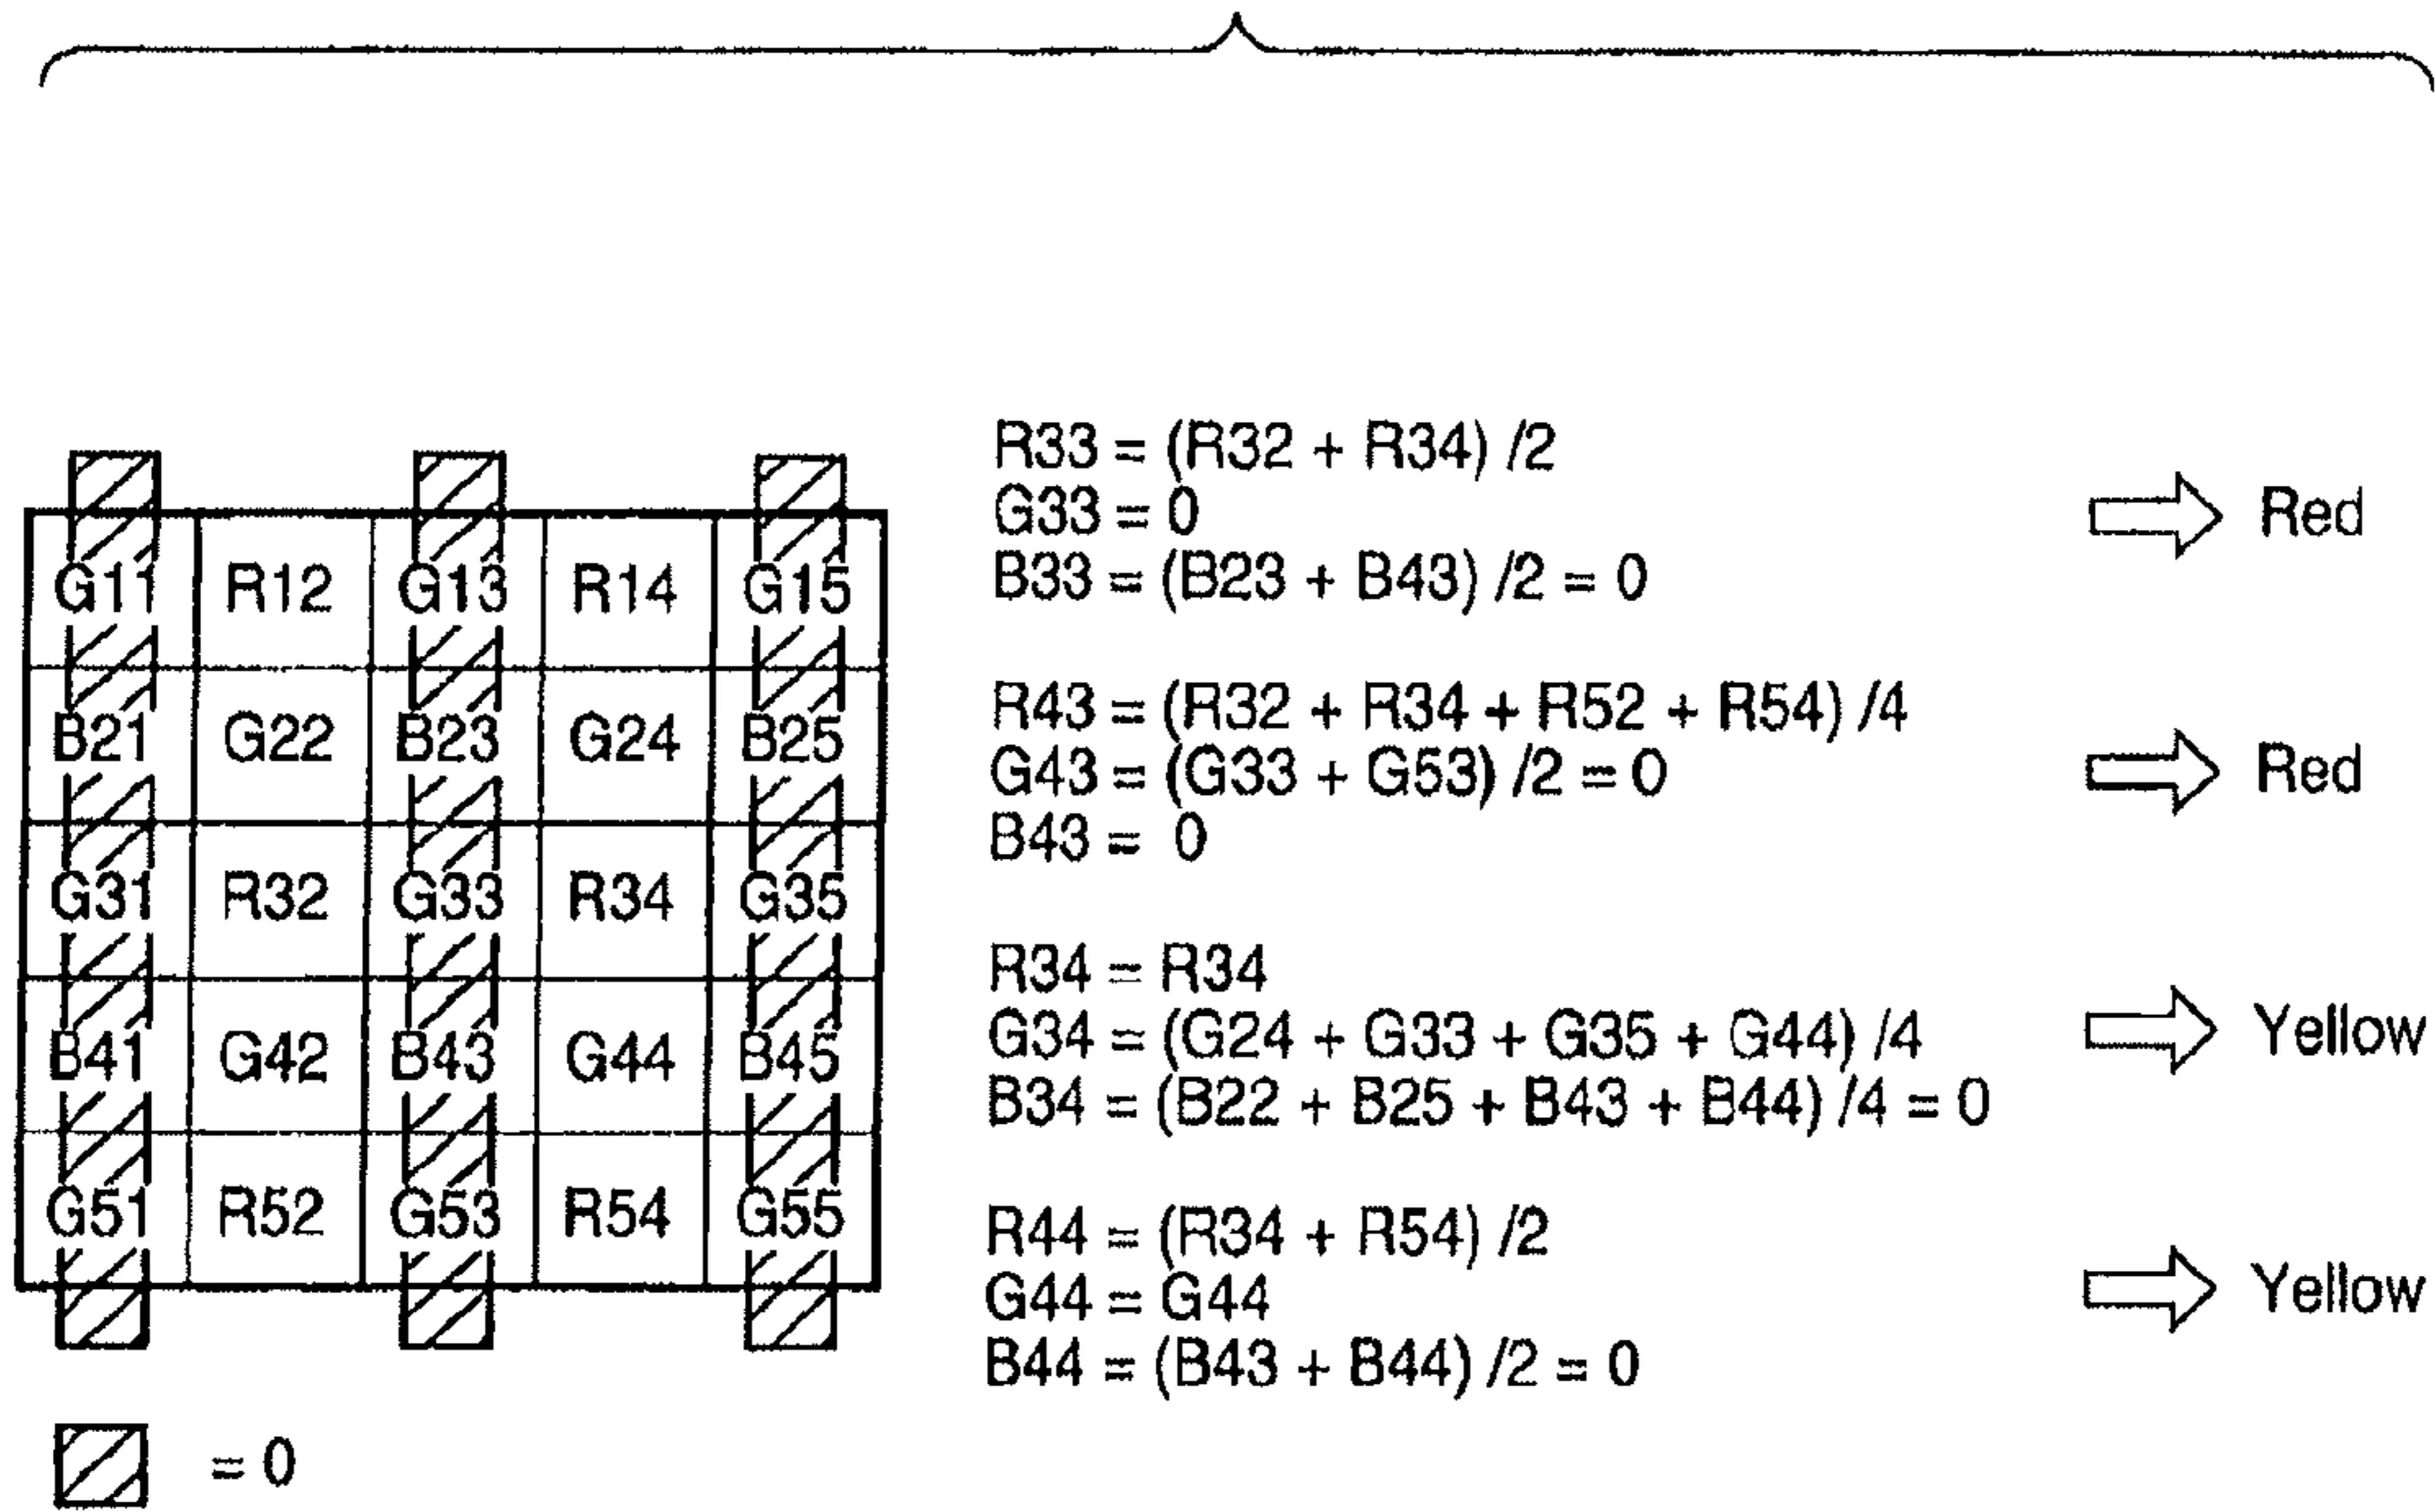 G11 R12 G13 R14 G15
B21 G22 B23 G24 B25
G31 R32 G33 R34 G35
B41 G42 B43 G44 B45
G51 R52 G53 R54 G55
= 0
R33 = (R32 + R34) /2
G33 = 0
B33 = (B23 + B43) /2 = 0
Red
R43 = (R32 + R34 + R52 + R54) /4
G43 = (G33 + G53) /2 = 0
B43 = 0
Red
R34 = R34
G34 = (G24 + G33 + G35 + G44) /4
B34 = (B22 + B25 + B43 + B44) /4 = 0
Yellow
R44 = (R34 + R54) /2
G44 = G44
B44 = (B43 + B44) /2 = 0
Yellow